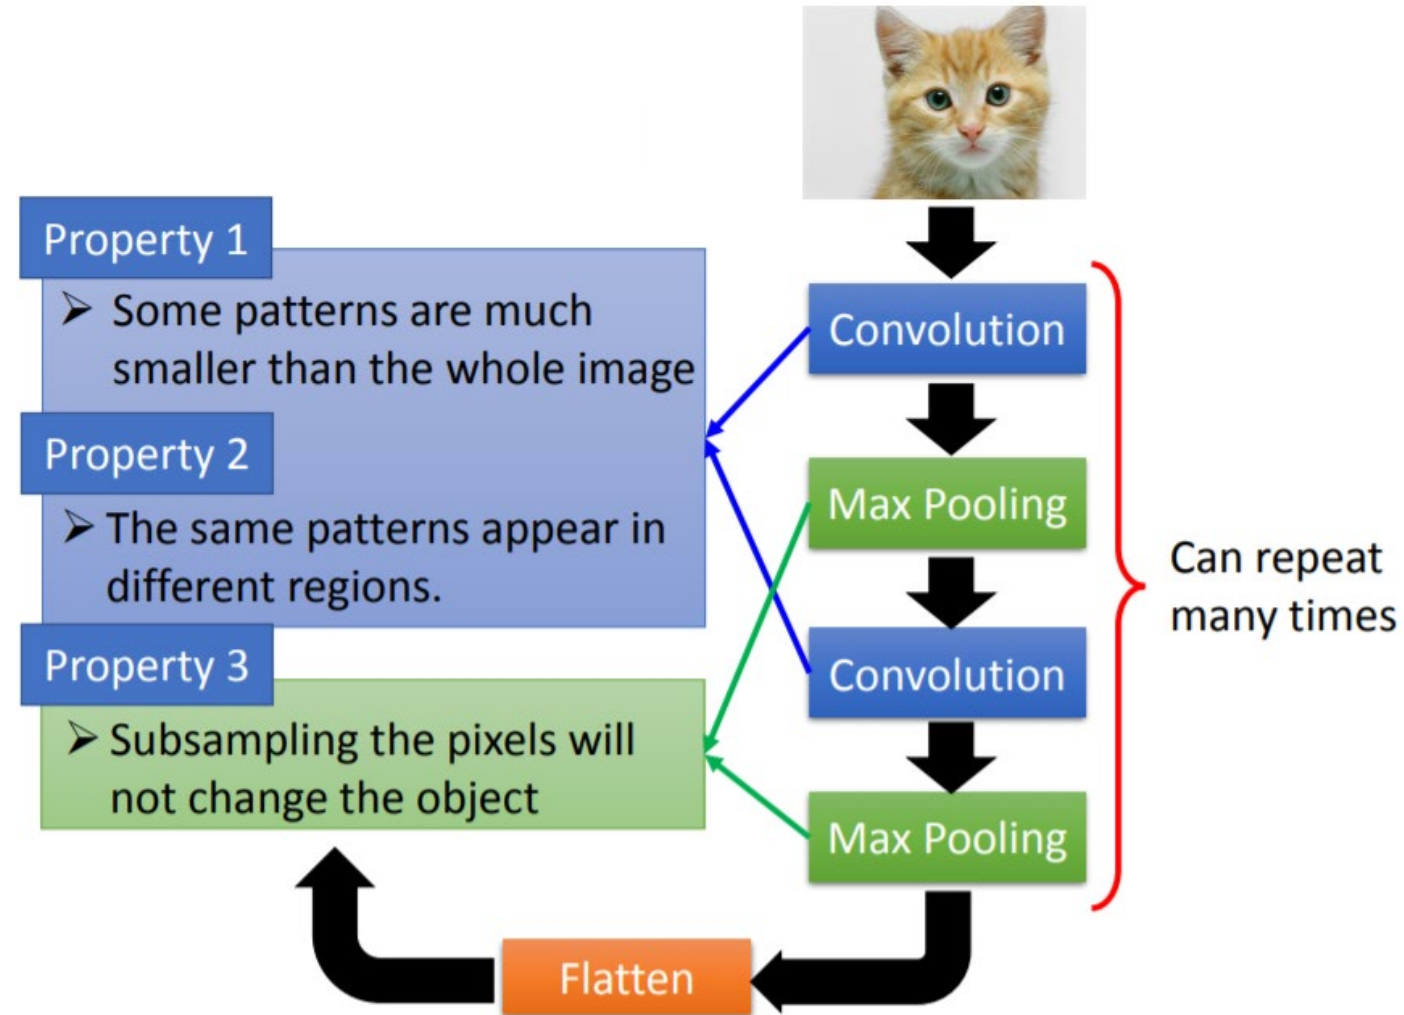 Property 1
➢ Some patterns are much
smaller than the whole image
Property 2
➢ The same patterns appear in
different regions.
Property 3
➢ Subsampling the pixels will
not change the object
Convolution
Max Pooling
Convolution
Max Pooling
Can repeat
many times
Flatten